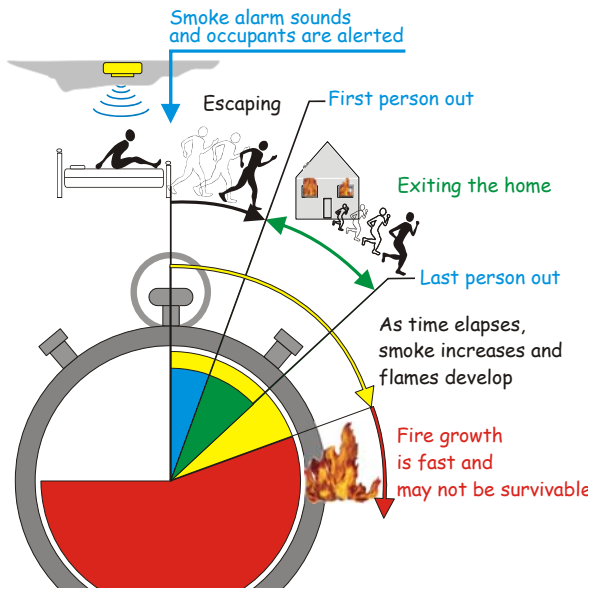 Smoke alarm sounds
and occupants are alerted
Escaping
First person out
Exiting the home
Last person out
As time elapses,
smoke increases and
flames develop
Fire growth
is fast and
may not be survivable